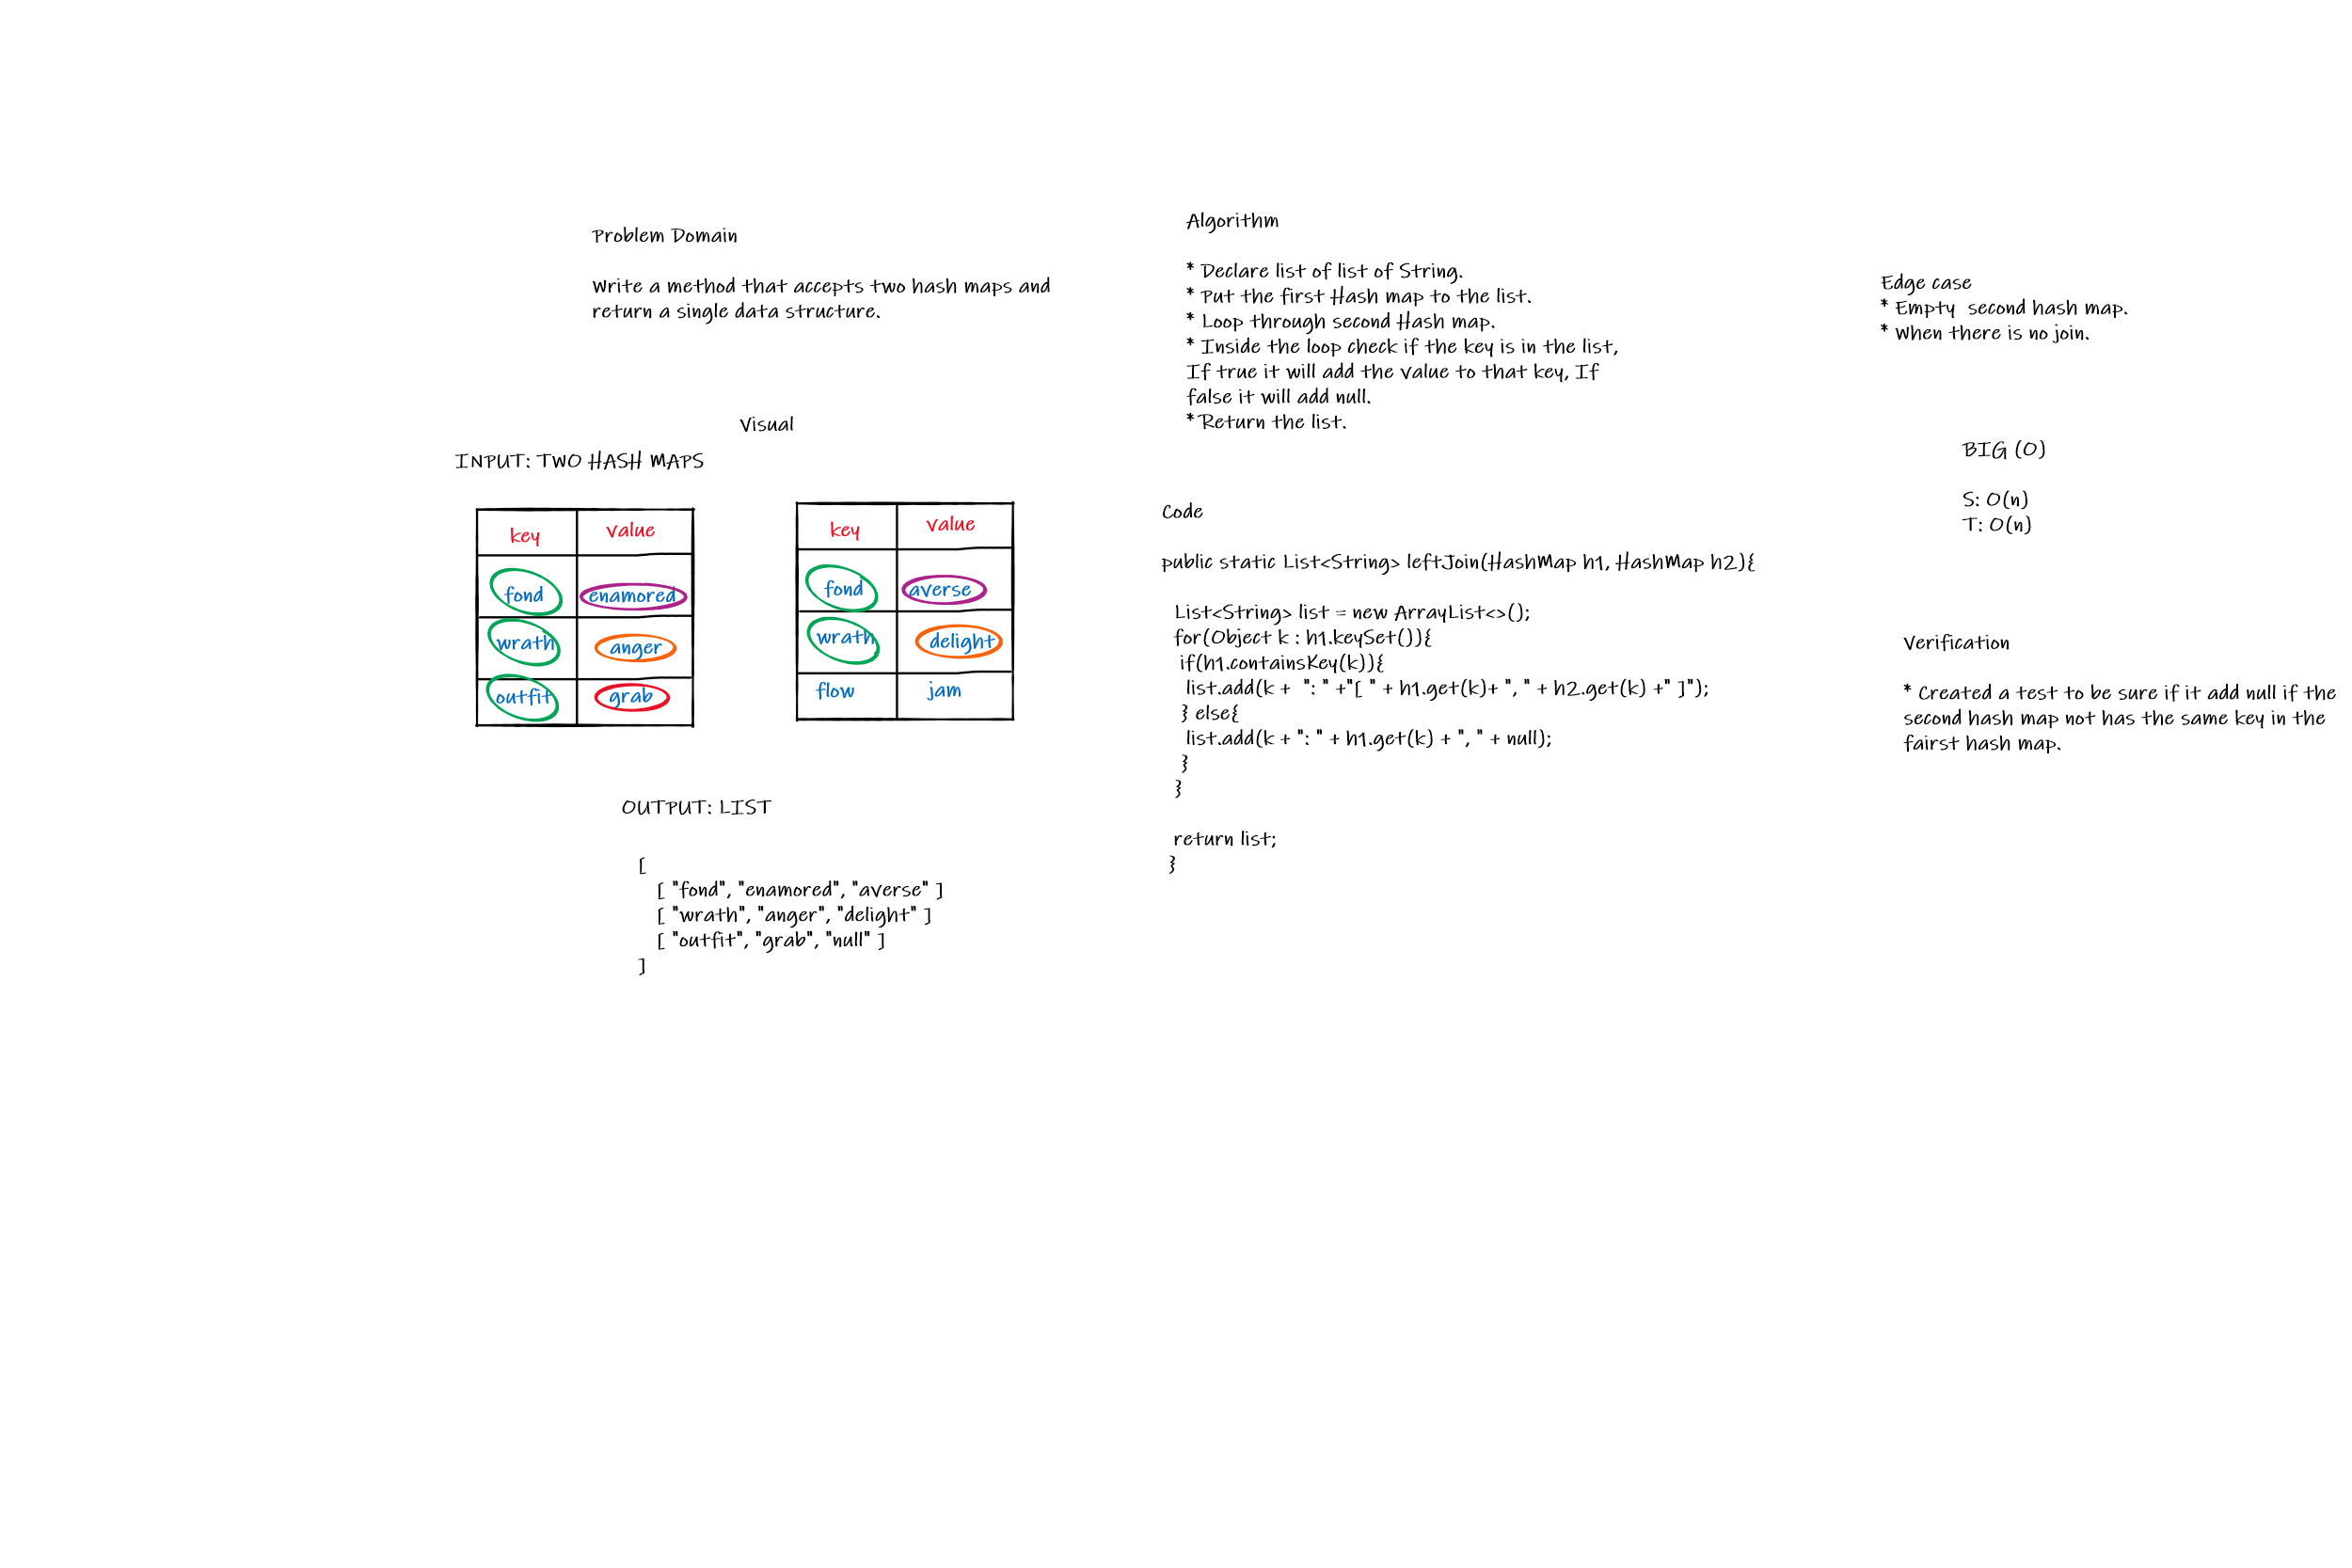 Problem Domain
Write a method that accepts two hash maps and
return a single data structure.
Visual
INPUT: TWO HASH MAPS
key value
fond enamored
wrath anger
outfit grab
key value
fond averse
wrath delight
flow jam
OUTPUT: LIST
[
[ "fond", "enamored", "averse" ]
[ "wrath", "anger", "delight" ]
[ "outfit", "grab", "null" ]
]
Algorithm
* Declare list of list of String.
* Put the first Hash map to the list.
* Loop through second Hash map.
* Inside the loop check if the key is in the list,
If true it will add the value to that key, If
false it will add null.
* Return the list.
Code
public static List<String> leftJoin(HashMap h1, HashMap h2){
List<String> list = new ArrayList<>();
for(Object k : h1.keySet()){
if(h1.containsKey(k)){
list.add(k + ": " +"[ " + h1.get(k)+ ", " + h2.get(k) +" ]");
} else{
list.add(k + ": " + h1.get(k) + ", " + null);
}
}
return list;
}
Edge case
* Empty  second hash map.
* When there is no join.
BIG (O)
S: O(n)
T: O(n)
Verification
* Created a test to be sure if it add null if the
second hash map not has the same key in the
fairst hash map.